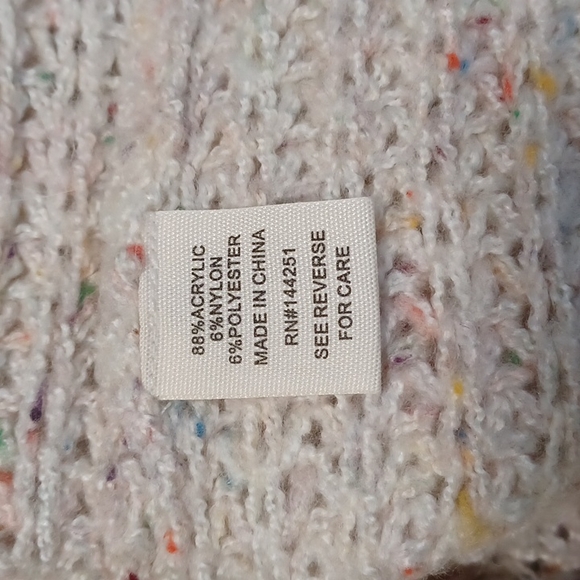 88%ACRYLIC
6%NYLON
6%POLYESTER
MADE IN CHINA
RN#144251
SEE REVERSE
FOR CARE